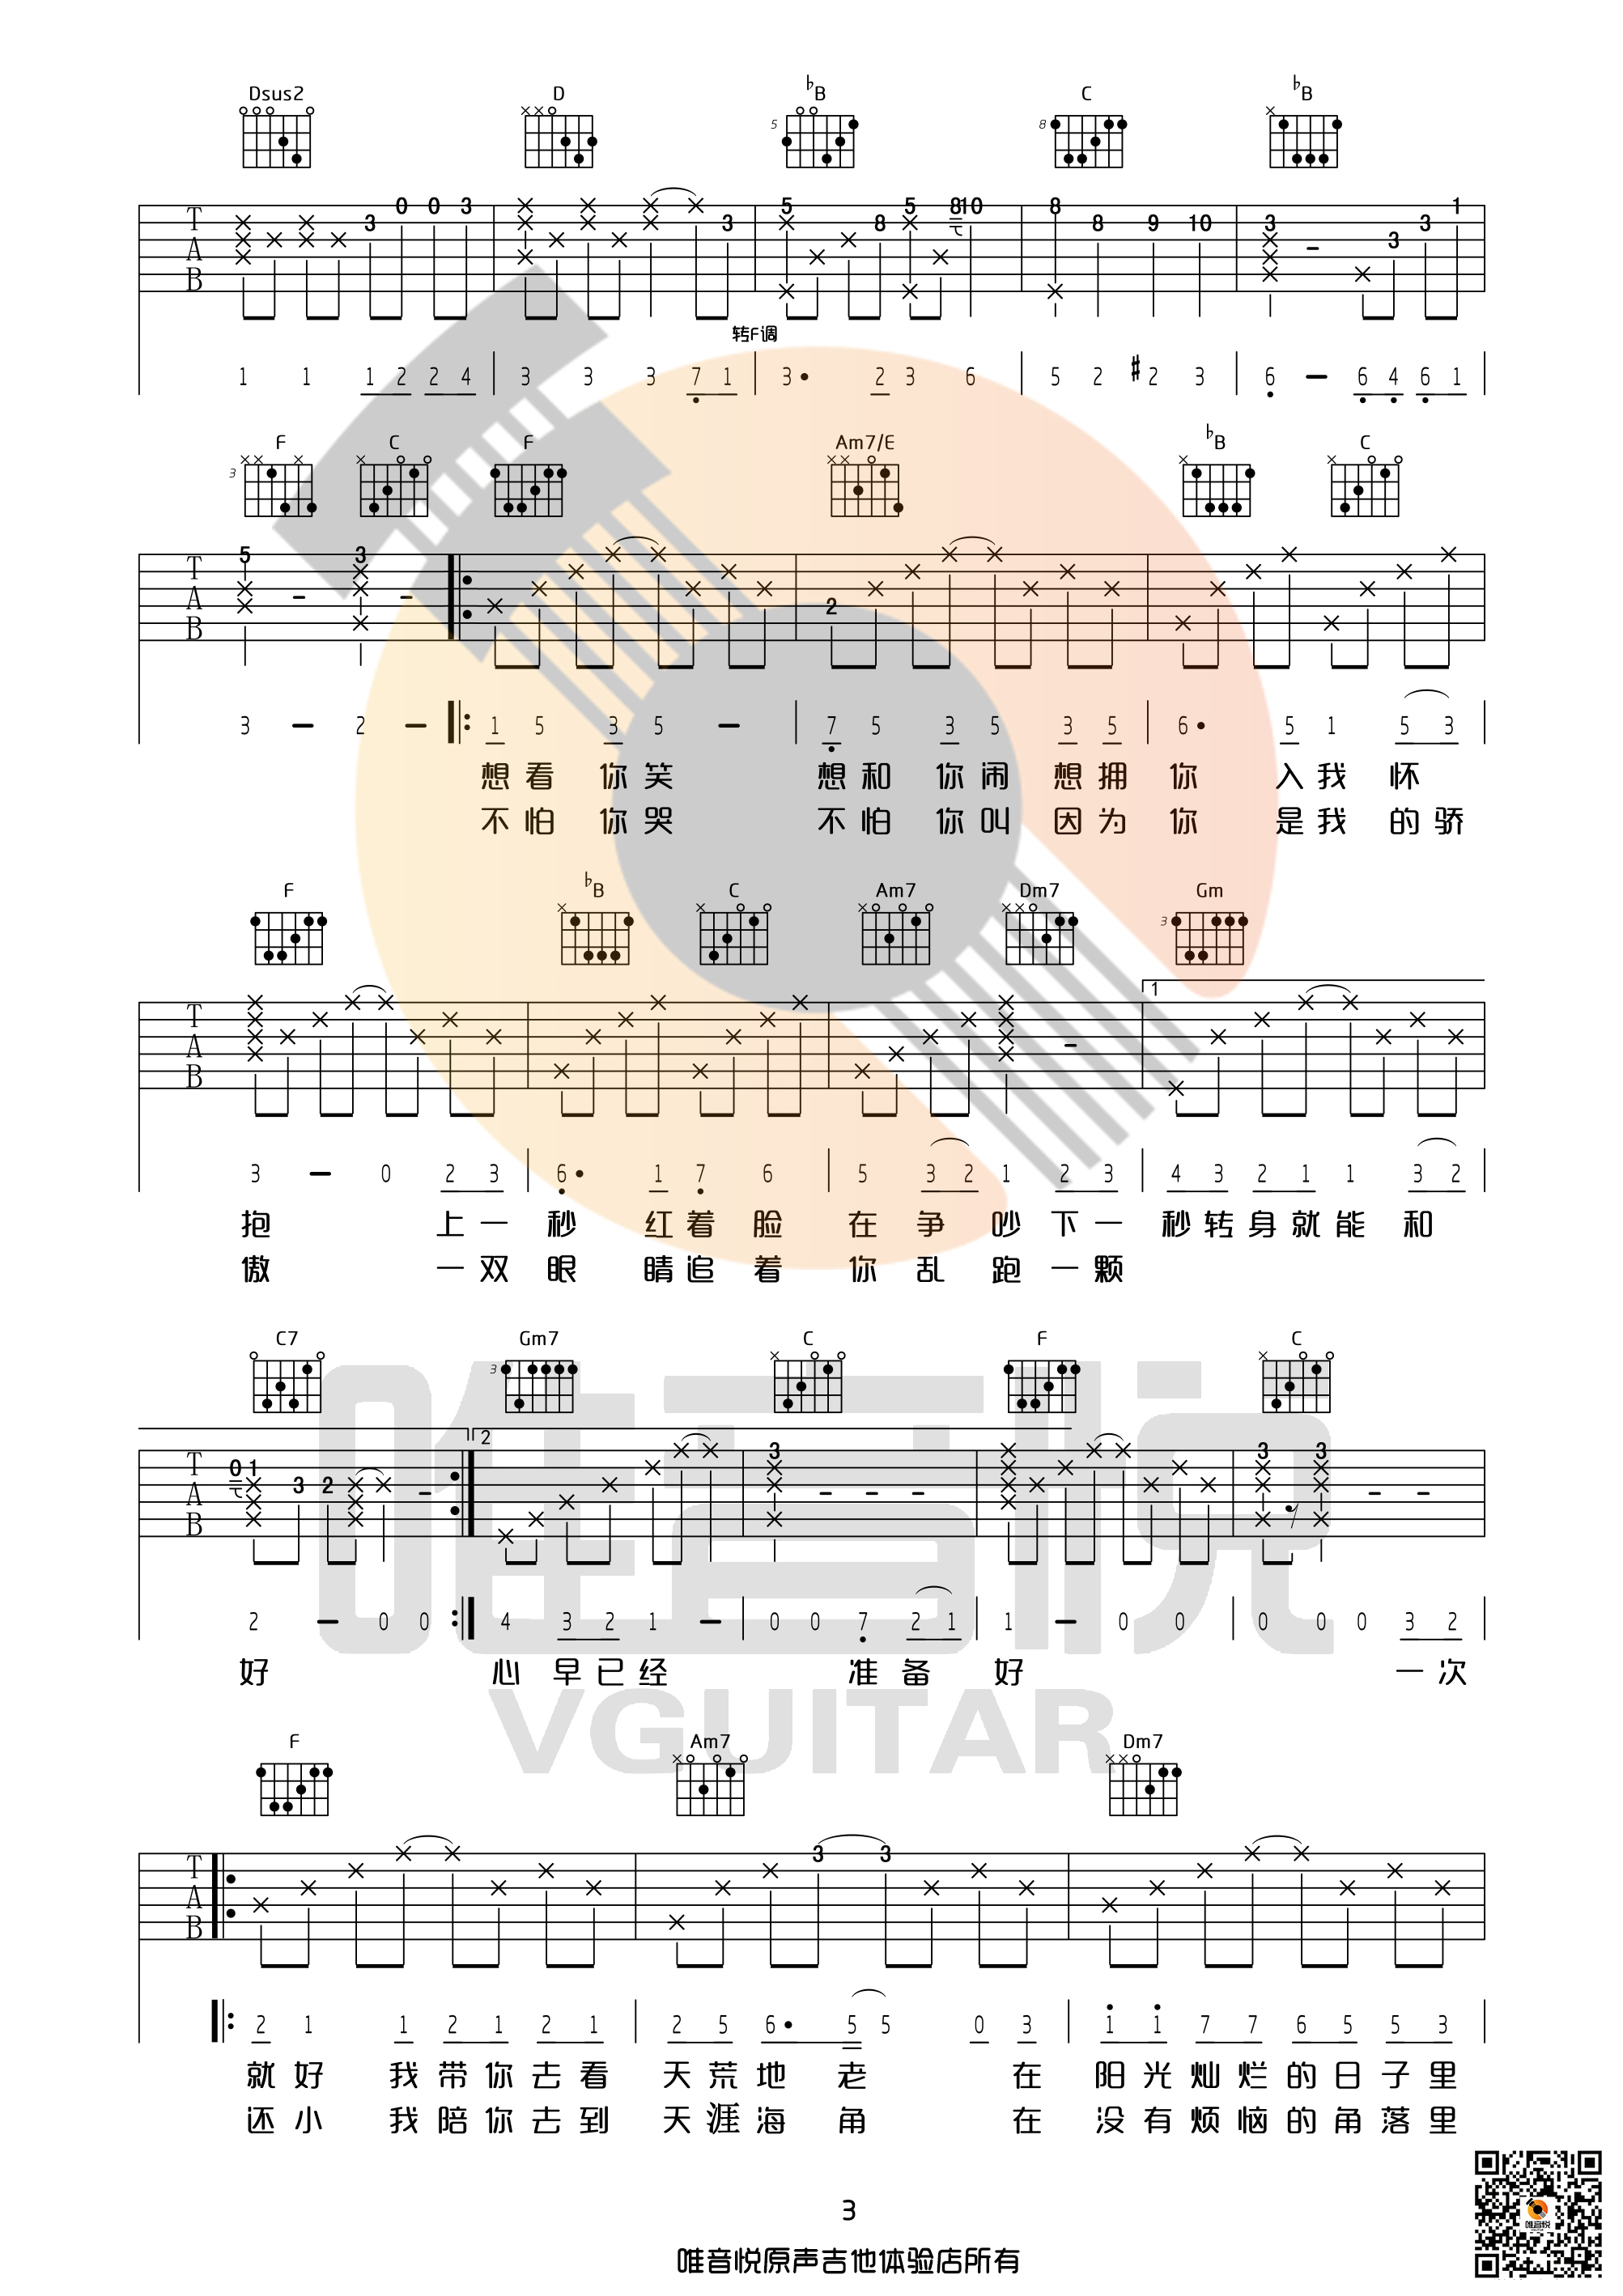 Dsus2 D ♭B C ♭B
T A B 3 0 0 3 3 5 8 5 8 10 8 8 9 10 3 3 3 1
5 8
转F调
1 1 1 2 2 4 3 3 3 7 1 3· 2 3 6 5 2 #2 3 6 - 6 4 6 1
F C F Am7/E ♭B C
3
T A B 5 - 3 - 2
3 - 2 - 1 5 3 5 - 7 5 3 5 3 5 6· 5 1 5 3
想看 你笑 想和 你闹 想拥你 入我 怀
不怕 你哭 不怕 你叫 因为你 是我 的骄
F ♭B C Am7 Dm7 Gm
3
T A B - 1
3 - 0 2 3 6· 1 7 6 5 3 2 1 2 3 4 3 2 1 1 3 2
抱 上一秒 红着脸 在争 吵下一 秒转身就能 和
傲 一双眼 睛追着 你乱 跑一颗
C7 Gm7 C F C
3
T A B 0 1 3 2 - 2 3 - - - 3 3 - -
2 - 0 0 4 3 2 1 - 0 0 7 2 1 1 - 0 0 0 0 0 3 2
好 心早已经 准备 好 一次
唯音悦
VGUITAR
F Am7 Dm7
T A B 3 3
2 1 1 2 1 2 1 2 5 6· 5 5 0 3 1 1 7 7 6 5 5 3
就好 我带你去看 天荒地 老 在 阳光灿烂的日子里
还小 我陪你去到 天涯海 角 在 没有烦恼的角落里
3
唯音悦原声吉他体验店所有
唯音悦